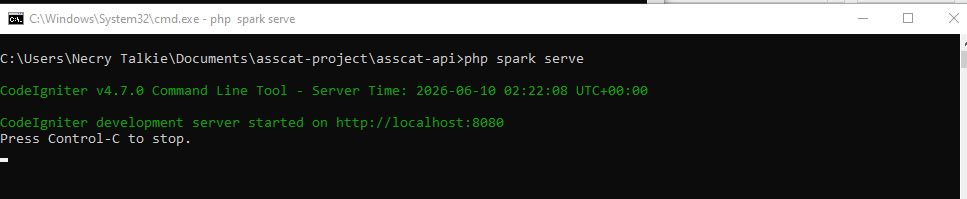 C:\Windows\System32\cmd.exe - php  spark serve
C:\Users\Necry Talkie\Documents\asscat-project\asscat-api>php spark serve
CodeIgniter v4.7.0 Command Line Tool - Server Time: 2026-06-10 02:22:08 UTC+00:00
CodeIgniter development server started on http://localhost:8080
Press Control-C to stop.